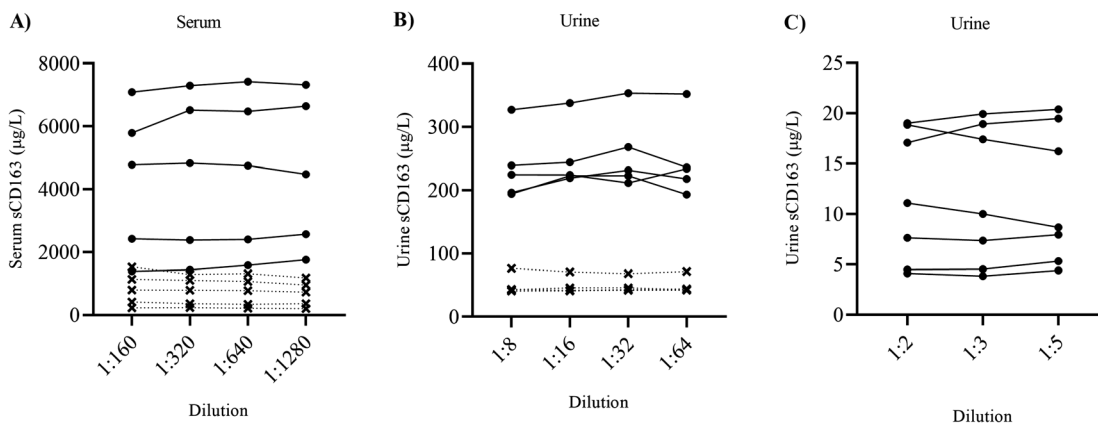 A)
Serum
Serum sCD163 (µg/L)
8000
6000
4000
2000
0
1:160
1:320
1:640
1:1280
Dilution
B)
Urine
Urine sCD163 (µg/L)
400
300
200
100
0
1:8
1:16
1:32
1:64
Dilution
C)
Urine
Urine sCD163 (µg/L)
25
20
15
10
5
0
1:2
1:3
1:5
Dilution